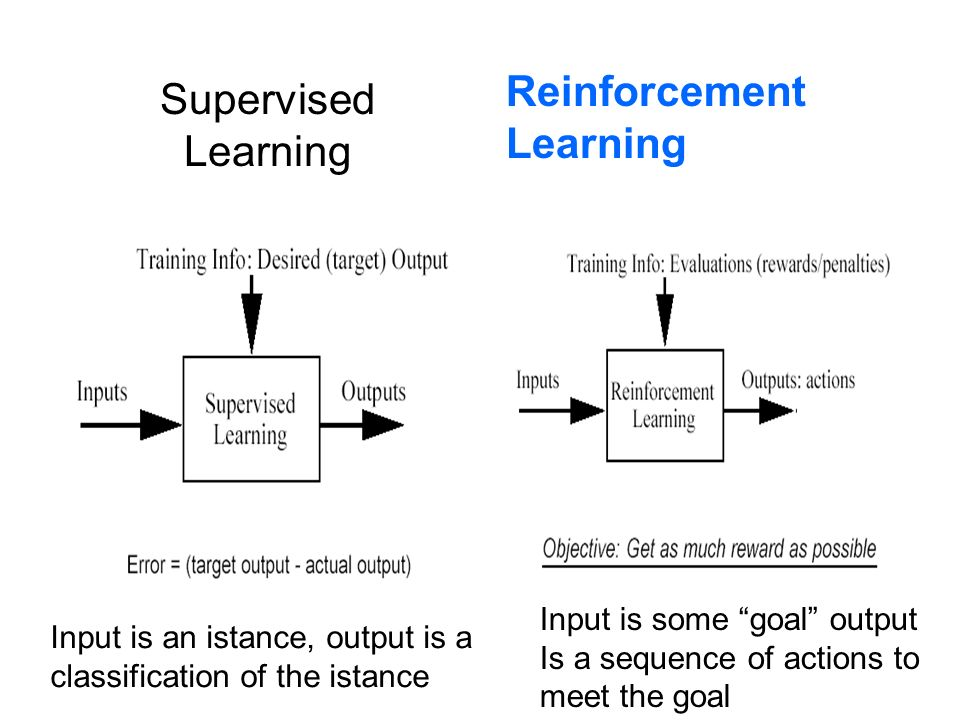 Supervised
Learning
Training Info: Desired (target) Output
Inputs
Supervised
Learning
Outputs
Error = (target output - actual output)
Input is an istance, output is a
classification of the istance
Reinforcement
Learning
Training Info: Evaluations (rewards/penalties)
Inputs
Reinforcement
Learning
Outputs: actions
Objective: Get as much reward as possible
Input is some “goal” output
Is a sequence of actions to
meet the goal